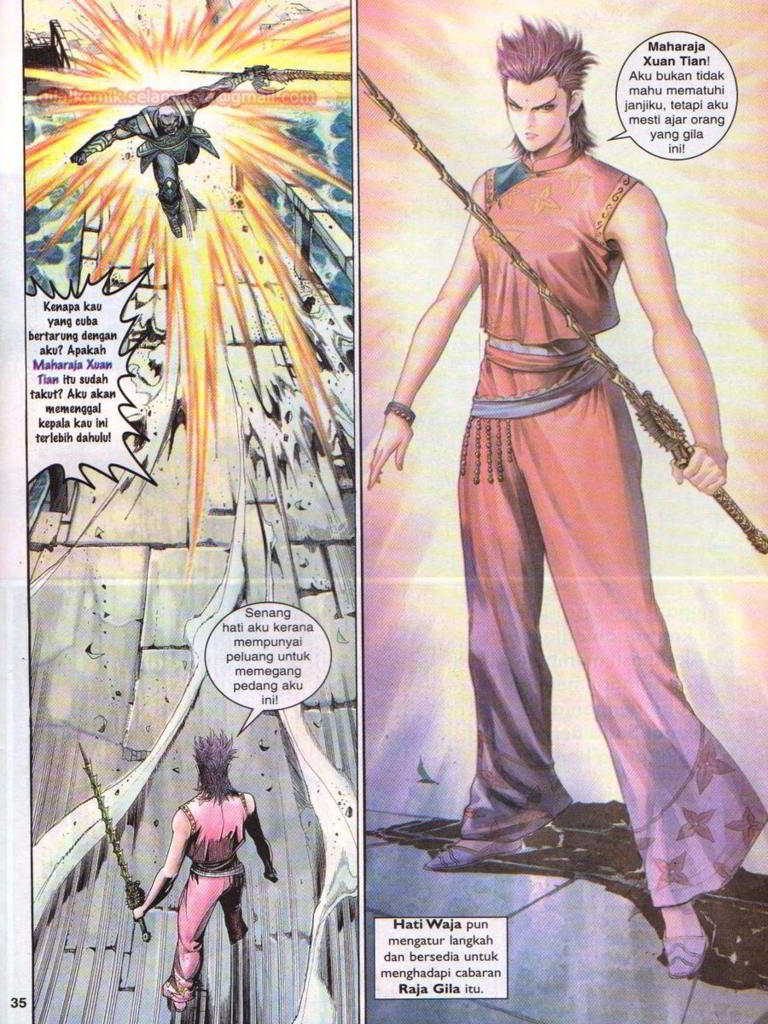 Kenapa kau
yang cuba
bertarung dengan
aku? Apakah
Maharaja Xuan
Tian itu sudah
takut? Aku akan
memenggal
kepala kau ini
terlebih dahulu!
Senang
hati aku kerana
mempunyai
peluang untuk
memegang
pedang aku
ini!
35
Maharaja
Xuan Tian!
Aku bukan tidak
mahu mematuhi
janjiku, tetapi aku
mesti ajar orang
yang gila
ini!
Hati Waja pun
mengatur langkah
dan bersedia untuk
menghadapi cabaran
Raja Gila itu.